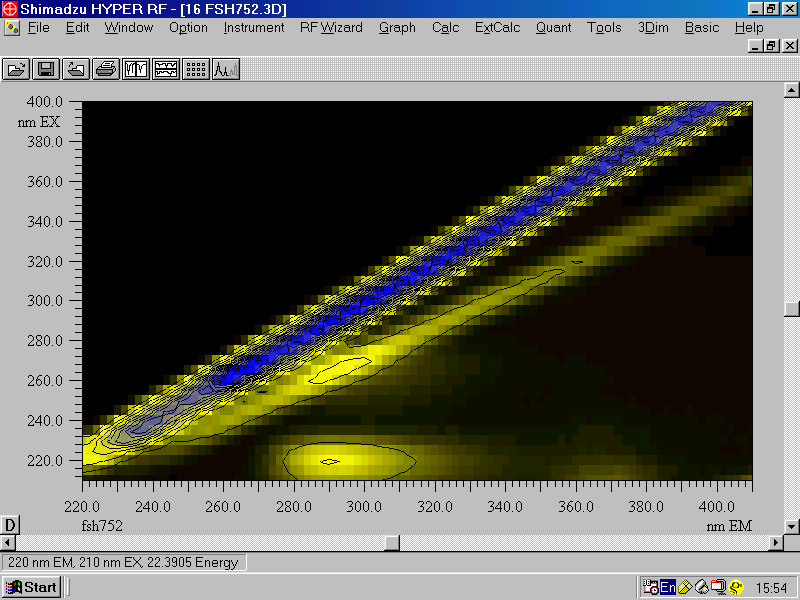 Shimadzu HYPER RF - [16 FSH752.3D]
File Edit Window Option Instrument RF Wizard Graph Calc ExtCalc Quant Tools 3Dim Basic Help
400.0
nm EX
380.0
360.0
340.0
320.0
300.0
280.0
260.0
240.0
220.0
220.0 240.0 260.0 280.0 300.0 320.0 340.0 360.0 380.0 400.0
D fsh752 nm EM
220 nm EM, 210 nm EX, 22.3905 Energy
Start En 15:54